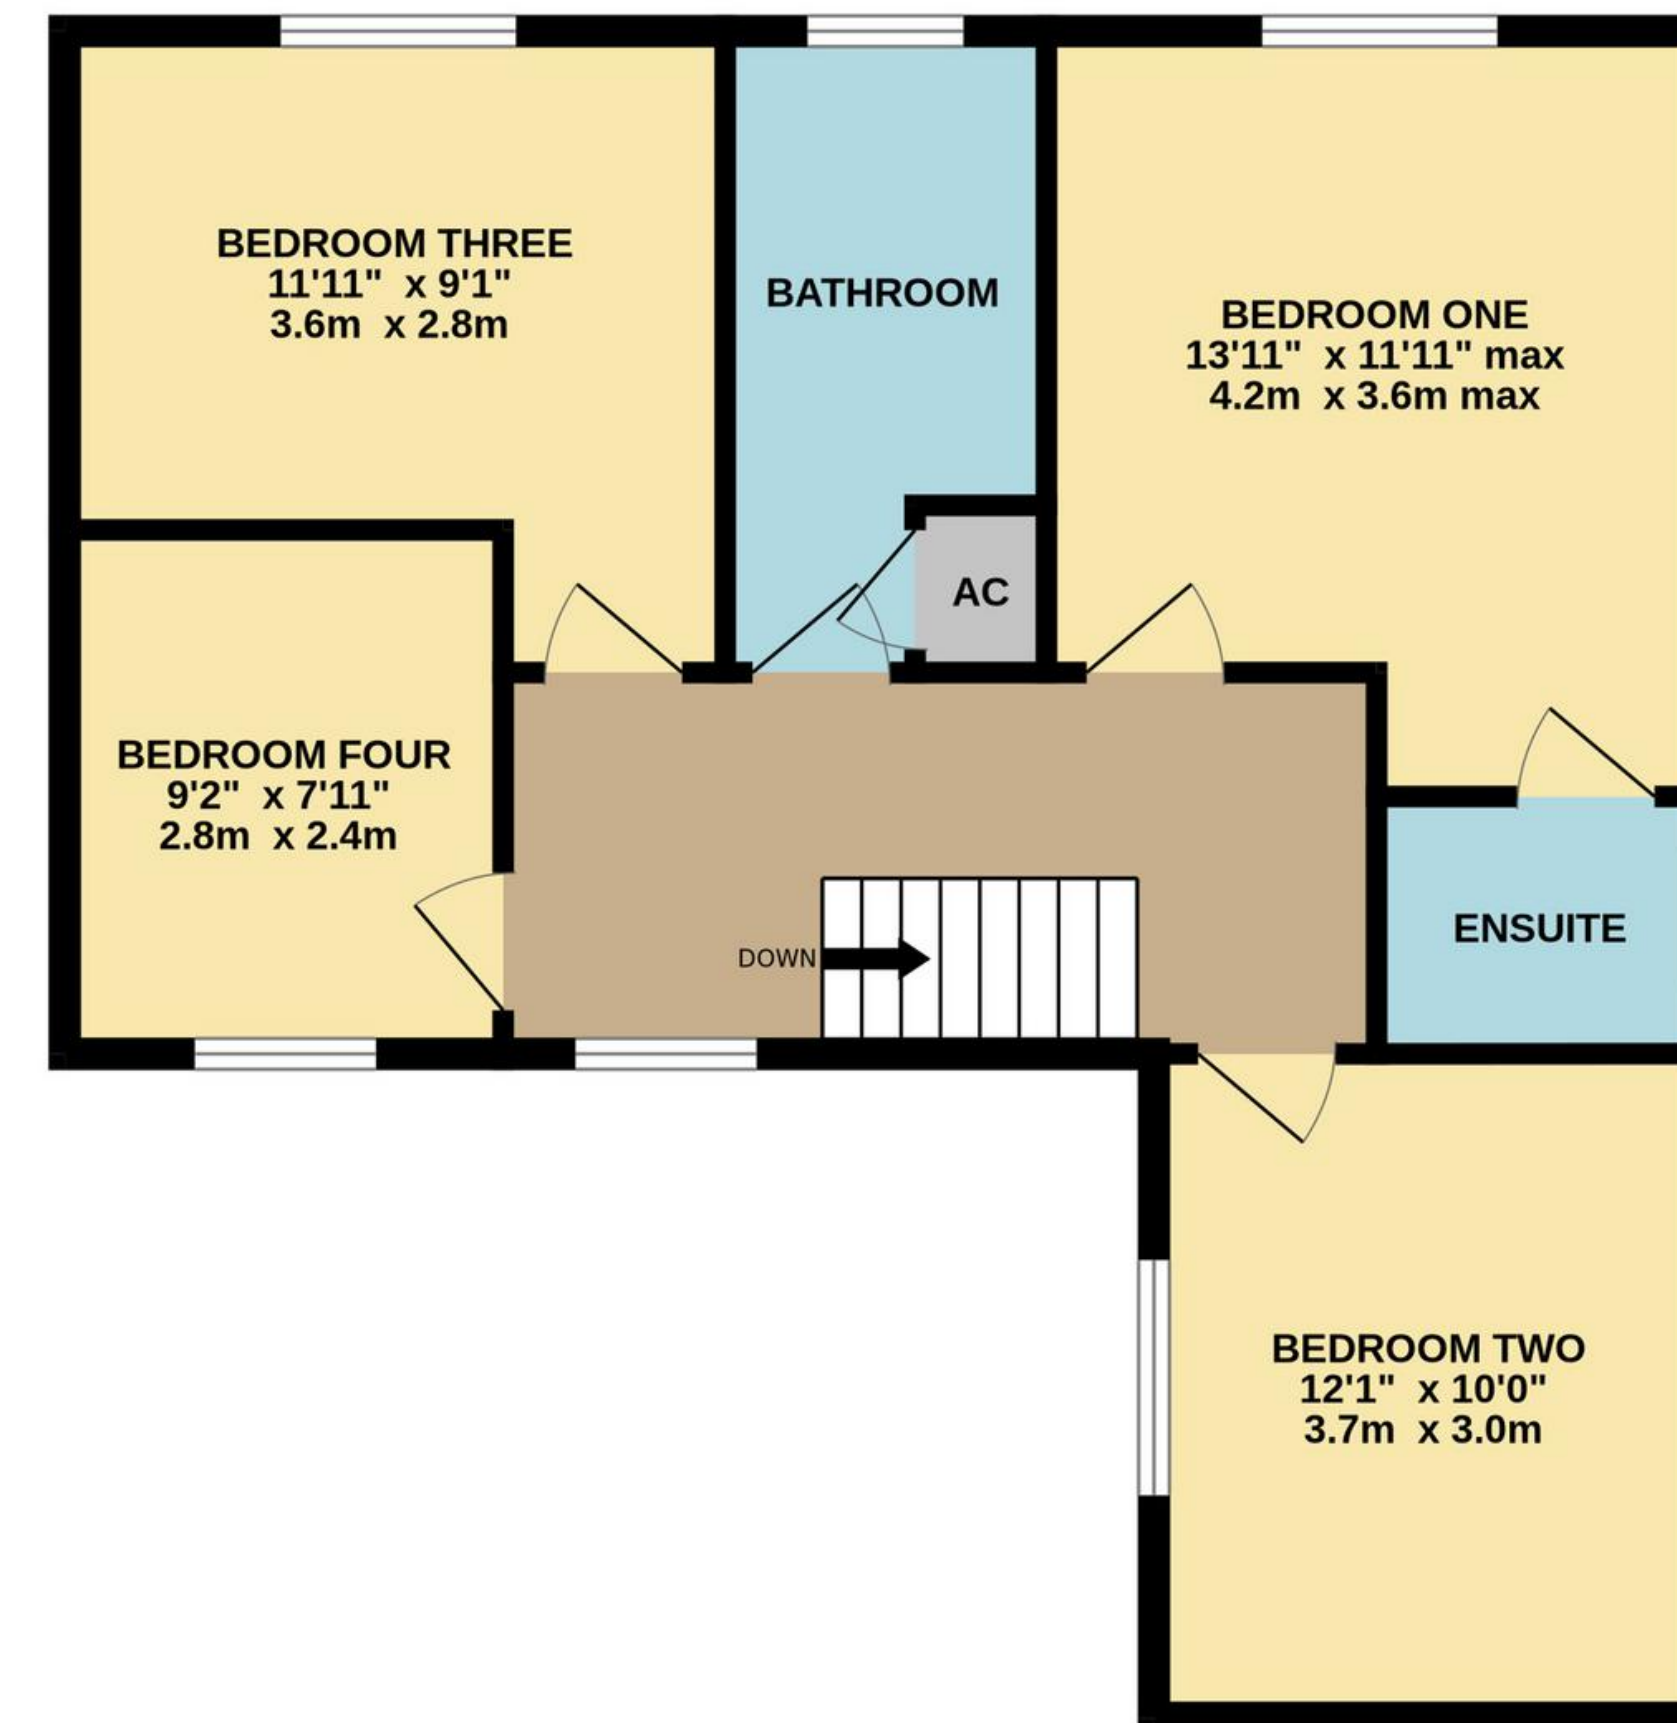 BEDROOM THREE
11'11" x 9'1"
3.6m x 2.8m
BATHROOM
BEDROOM ONE
13'11" x 11'11" max
4.2m x 3.6m max
AC
BEDROOM FOUR
9'2" x 7'11"
2.8m x 2.4m
ENSUITE
DOWN
BEDROOM TWO
12'1" x 10'0"
3.7m x 3.0m